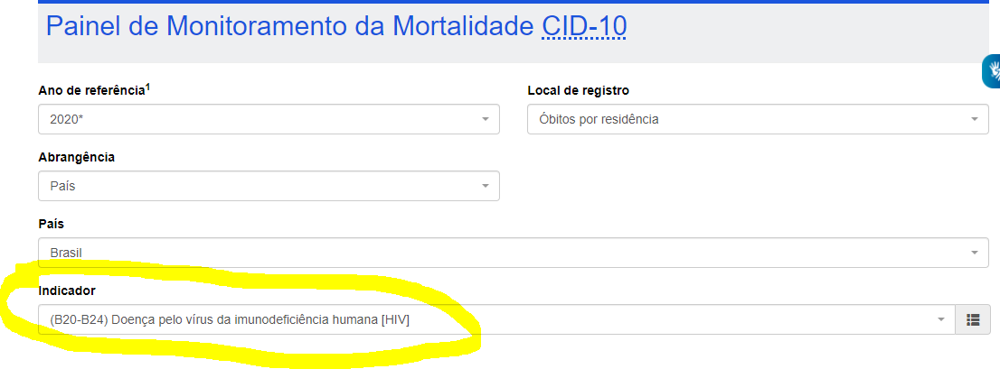 Painel de Monitoramento da Mortalidade CID-10
Ano de referência1
Local de registro
2020*
Óbitos por residência
Abrangência
País
País
Brasil
Indicador
(B20-B24) Doença pelo vírus da imunodeficiência humana [HIV]